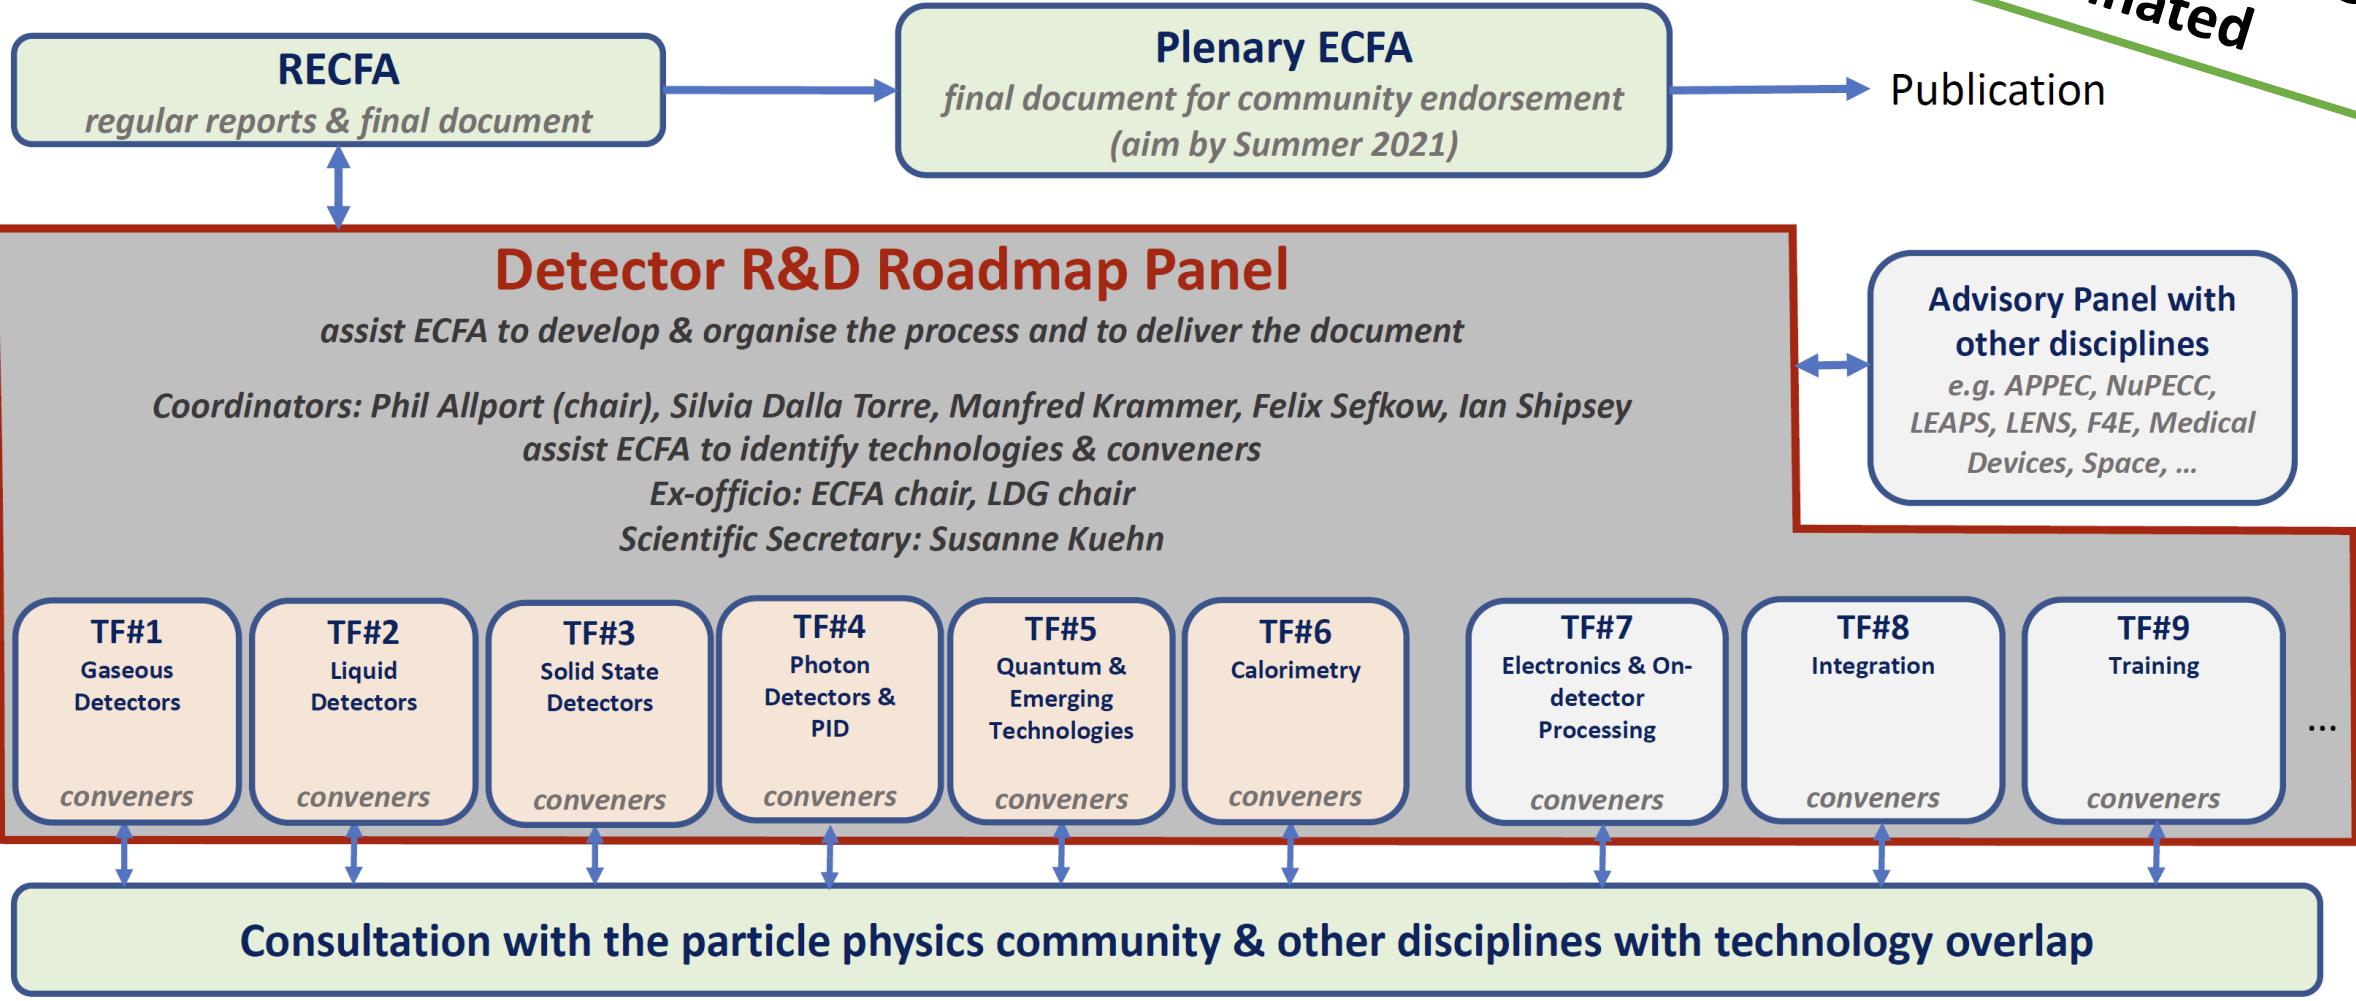 RECFA
regular reports & final document
Plenary ECFA
final document for community endorsement
(aim by Summer 2021)
Publication
Detector R&D Roadmap Panel
assist ECFA to develop & organise the process and to deliver the document
Coordinators: Phil Allport (chair), Silvia Dalla Torre, Manfred Krammer, Felix Sefkow, Ian Shipsey
assist ECFA to identify technologies & conveners
Ex-officio: ECFA chair, LDG chair
Scientific Secretary: Susanne Kuehn
Advisory Panel with
other disciplines
e.g. APPEC, NuPECC,
LEAPS, LENS, F4E, Medical
Devices, Space, ...
TF#1
Gaseous
Detectors
conveners
TF#2
Liquid
Detectors
conveners
TF#3
Solid State
Detectors
conveners
TF#4
Photon
Detectors &
PID
conveners
TF#5
Quantum &
Emerging
Technologies
conveners
TF#6
Calorimetry
conveners
TF#7
Electronics & On-
detector
Processing
conveners
TF#8
Integration
conveners
TF#9
Training
conveners
...
Consultation with the particle physics community & other disciplines with technology overlap